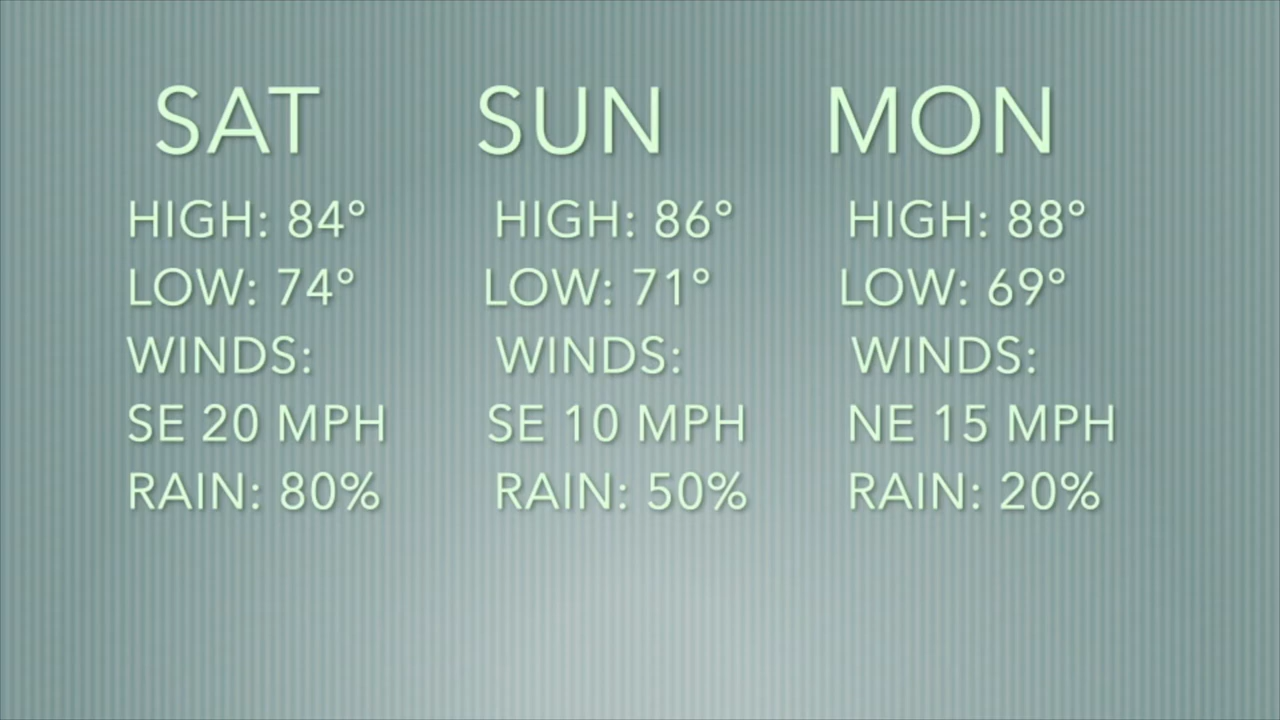 SAT SUN MON
HIGH: 84° HIGH: 86° HIGH: 88°
LOW: 74° LOW: 71° LOW: 69°
WINDS: WINDS: WINDS:
SE 20 MPH SE 10 MPH NE 15 MPH
RAIN: 80% RAIN: 50% RAIN: 20%